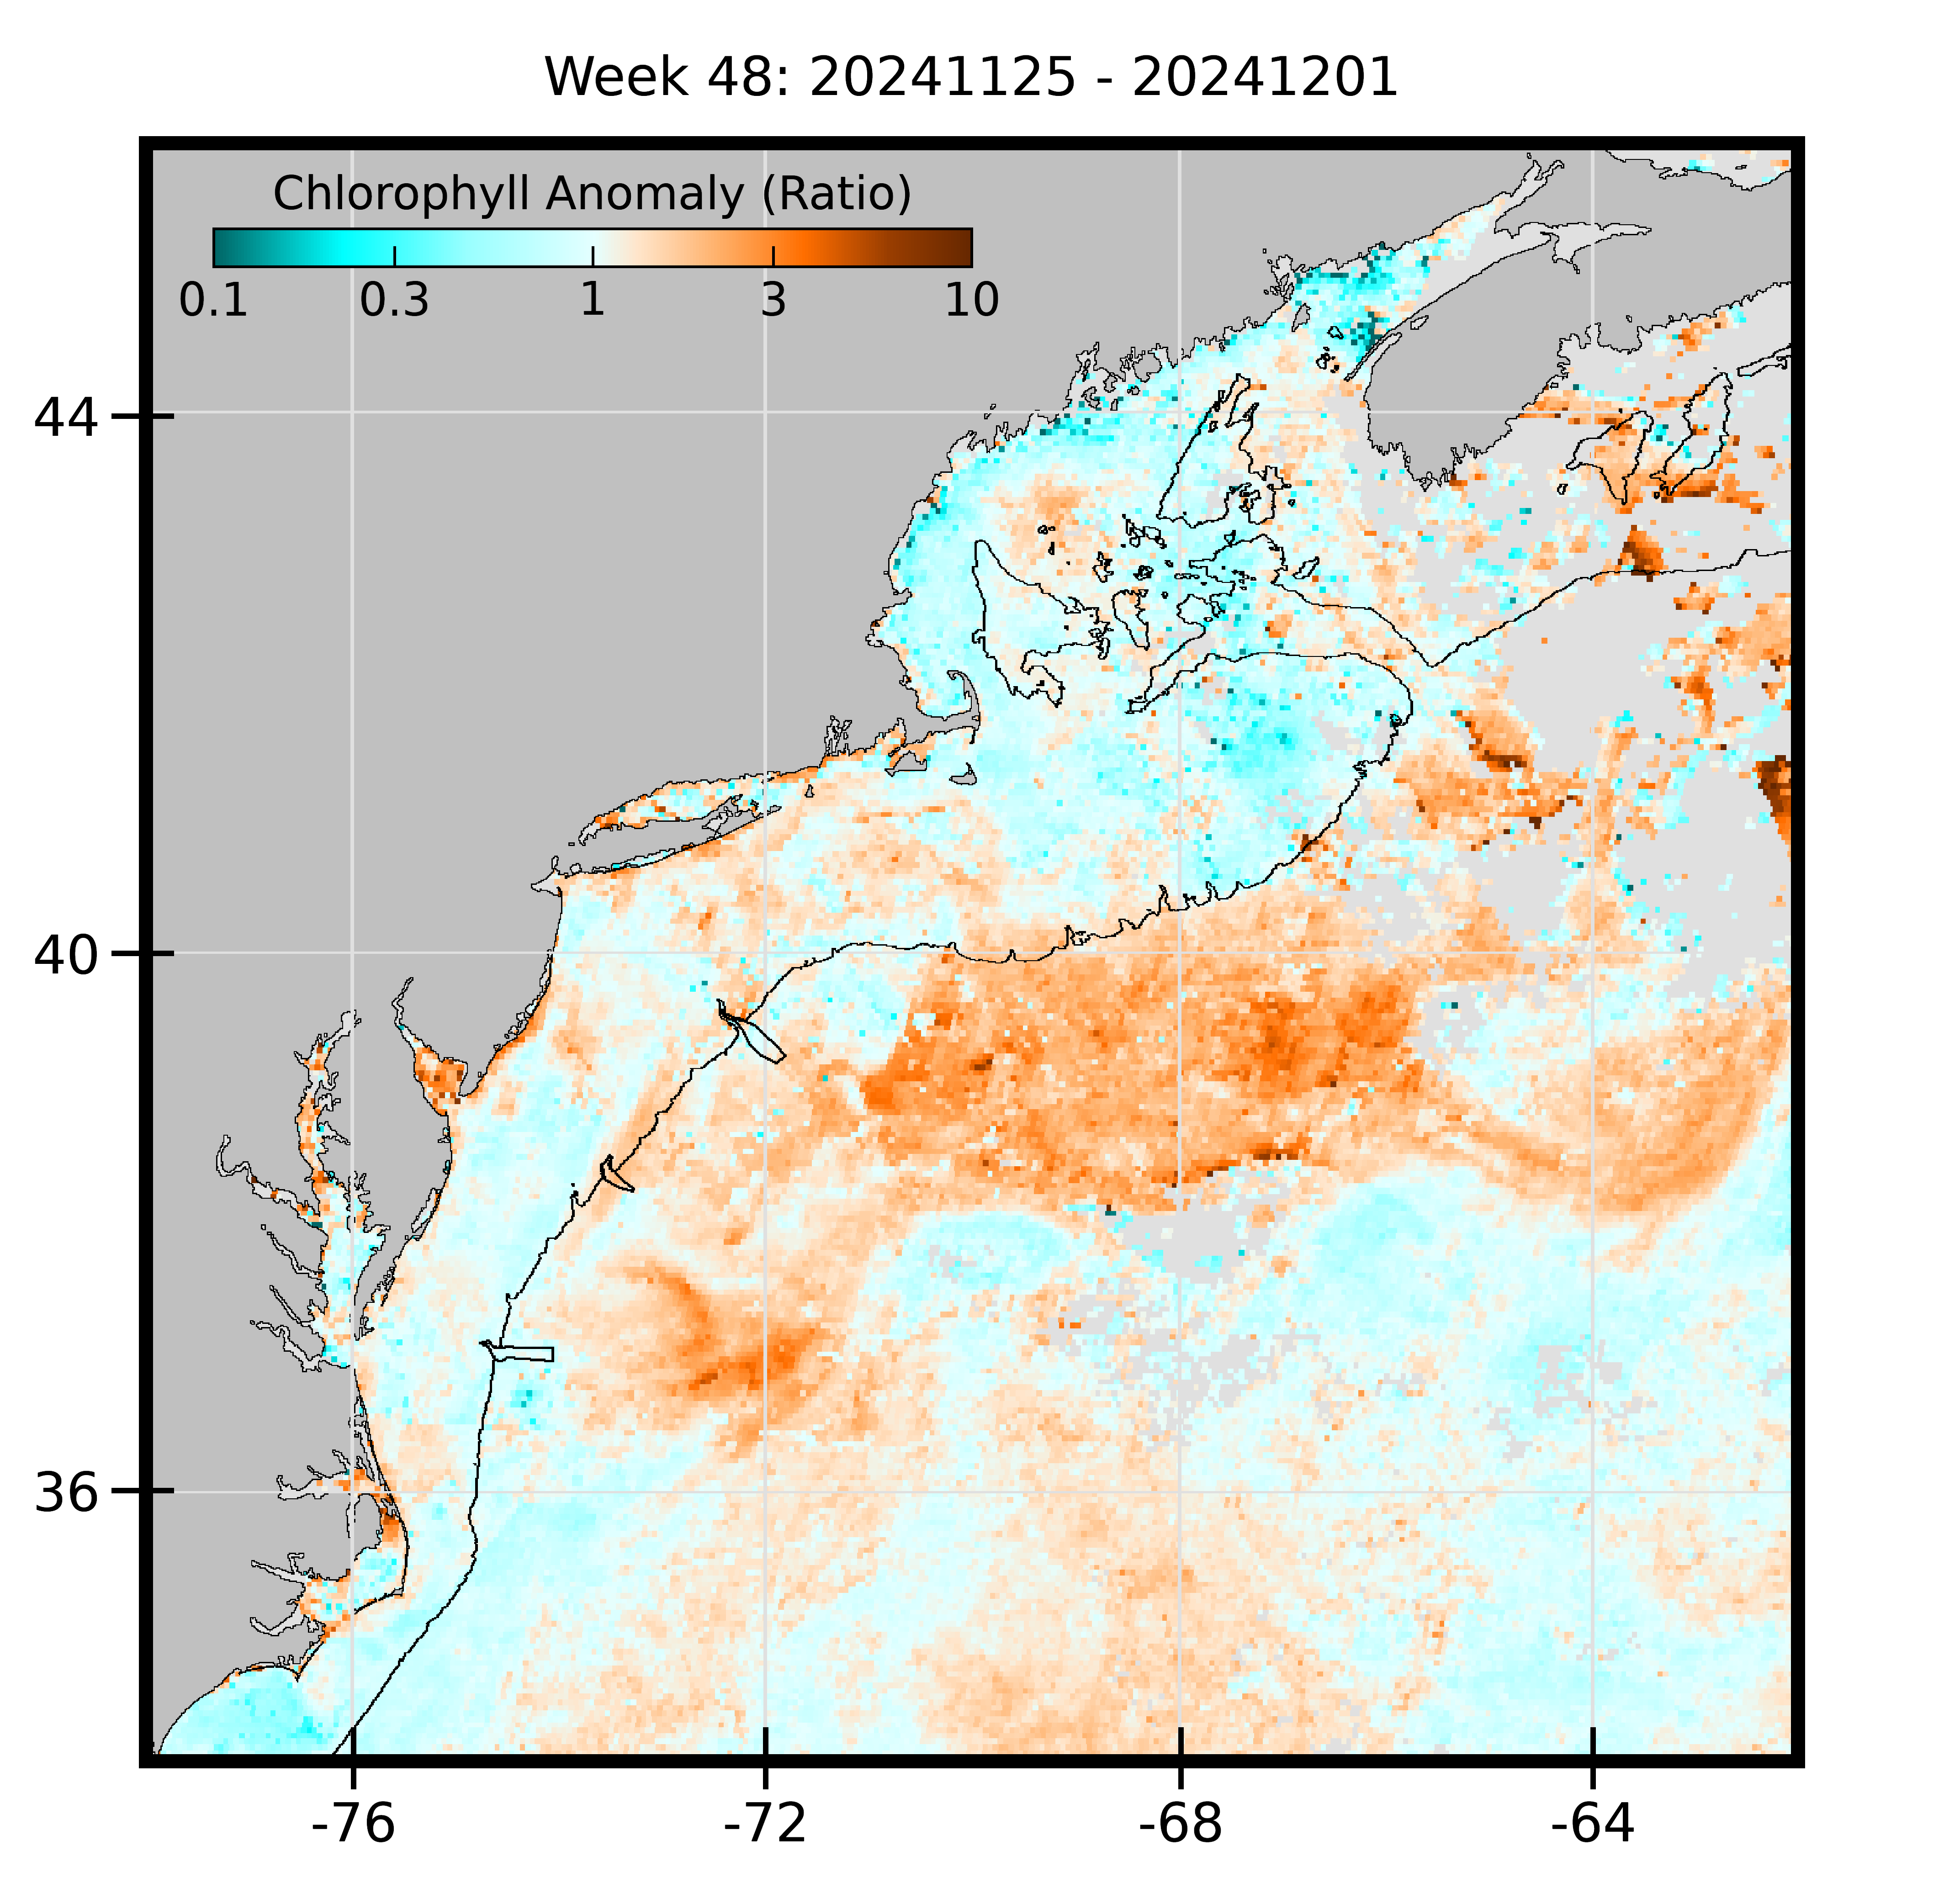 Week 48: 20241125 - 20241201
Chlorophyll Anomaly (Ratio)
0.1 0.3 1 3 10
44
40
36
-76 -72 -68 -64